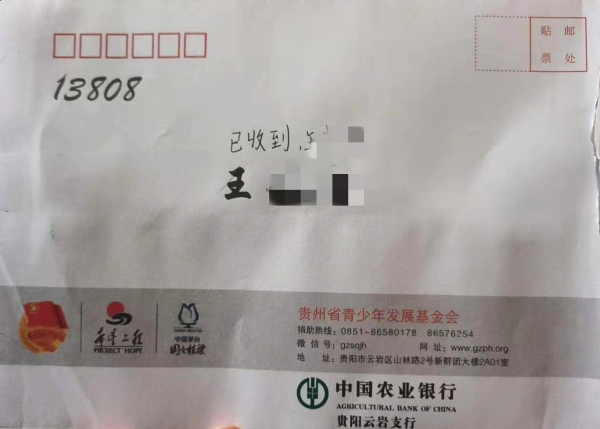 贴 邮
票 处
13808
已收到,
王
贵州省青少年发展基金会
捐助热线：0851-86580178 86576254
微信号：gzsqjh 网址：www.gzph.org
地 址：贵阳市云岩区山林路2号新群团大楼2A01室
希望工程
PROJECT HOPE
中国茅台
国之栋梁
中国农业银行
AGRICULTURAL BANK OF CHINA
贵阳云岩支行